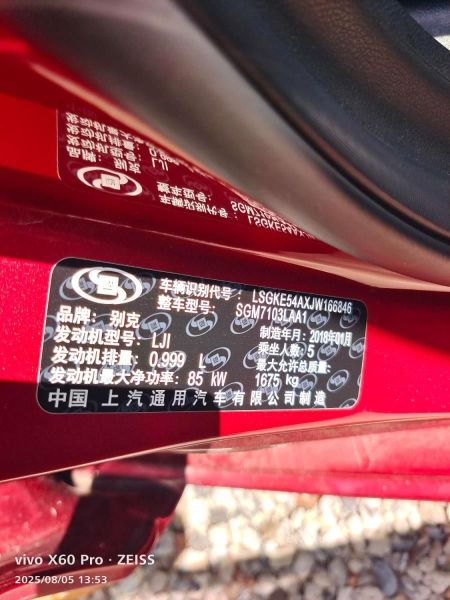 车辆识别代号: LSGKE54AXJW166846
整车型号: SGM7103LAA1
品牌: 别克
制造年月: 2018年01月
发动机型号: LJI
乘坐人数: 5
发动机排量: 0.999 L
最大允许总质量:
发动机最大净功率: 85 kW
1675 kg
中国 上汽通用汽车有限公司制造
vivo X60 Pro · ZEISS
2025/08/05 13:53